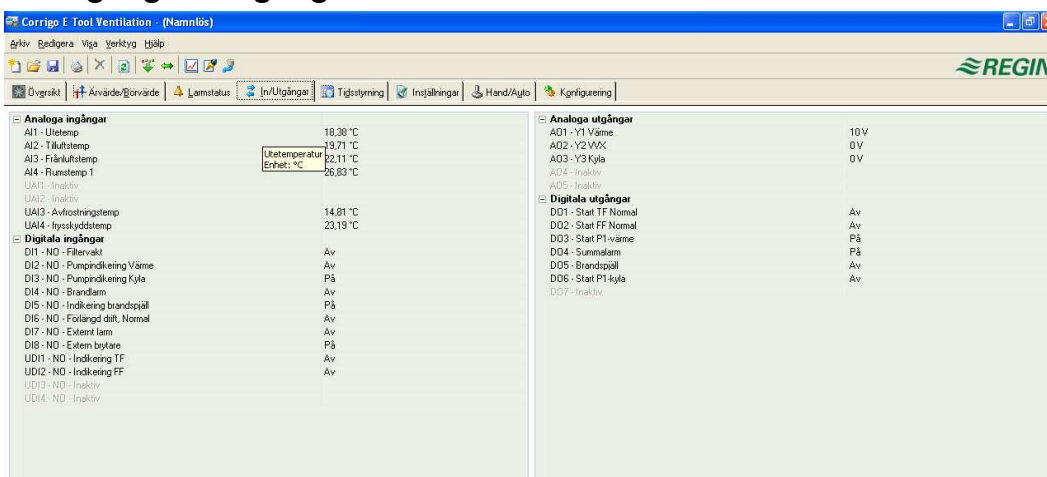 Corrigo E Tool Ventilation - (Namnlös)
Arkiv Redigera Visa Verktyg Hjälp
REGIN
Översikt Ärvärde/Börvärde Larmstatus In/Utgångar Tidsstyrning Inställningar Hand/Auto Konfigurering
Analoga ingångar
AI1 - Utetemp 18,38 °C
AI2 - Tilluftstemp 19,71 °C
AI3 - Frånluftstemp 22,11 °C
AI4 - Rumstemp 1 26,83 °C
Utetemperatur
Enhet: °C
UAI1 - Inaktiv
UAI2 - Inaktiv
UAI3 - Avfrostningstemp 14,81 °C
UAI4 - frysskyddstemp 23,19 °C
Digitala ingångar
DI1 - NO - Filtervakt Av
DI2 - NO - Pumpindikering Värme Av
DI3 - NO - Pumpindikering Kyla På
DI4 - NO - Brandlarm Av
DI5 - NO - Indikering brandspjäll På
DI6 - NO - Förlängd drift, Normal Av
DI7 - NO - Externt larm Av
DI8 - NO - Extern brytare På
UDI1 - NO - Indikering TF Av
UDI2 - NO - Indikering FF Av
UDI3 - NO - Inaktiv
UDI4 - NO - Inaktiv
Analoga utgångar
AO1 - Y1 Värme 10 V
AO2 - Y2 VVX 0 V
AO3 - Y3 Kyla 0 V
AO4 - Inaktiv
AO5 - Inaktiv
Digitala utgångar
DO1 - Start TF Normal Av
DO2 - Start FF Normal Av
DO3 - Start P1-värme På
DO4 - Summalarm På
DO5 - Brandspjäll Av
DO6 - Start P1-kyla Av
DO7 - Inaktiv